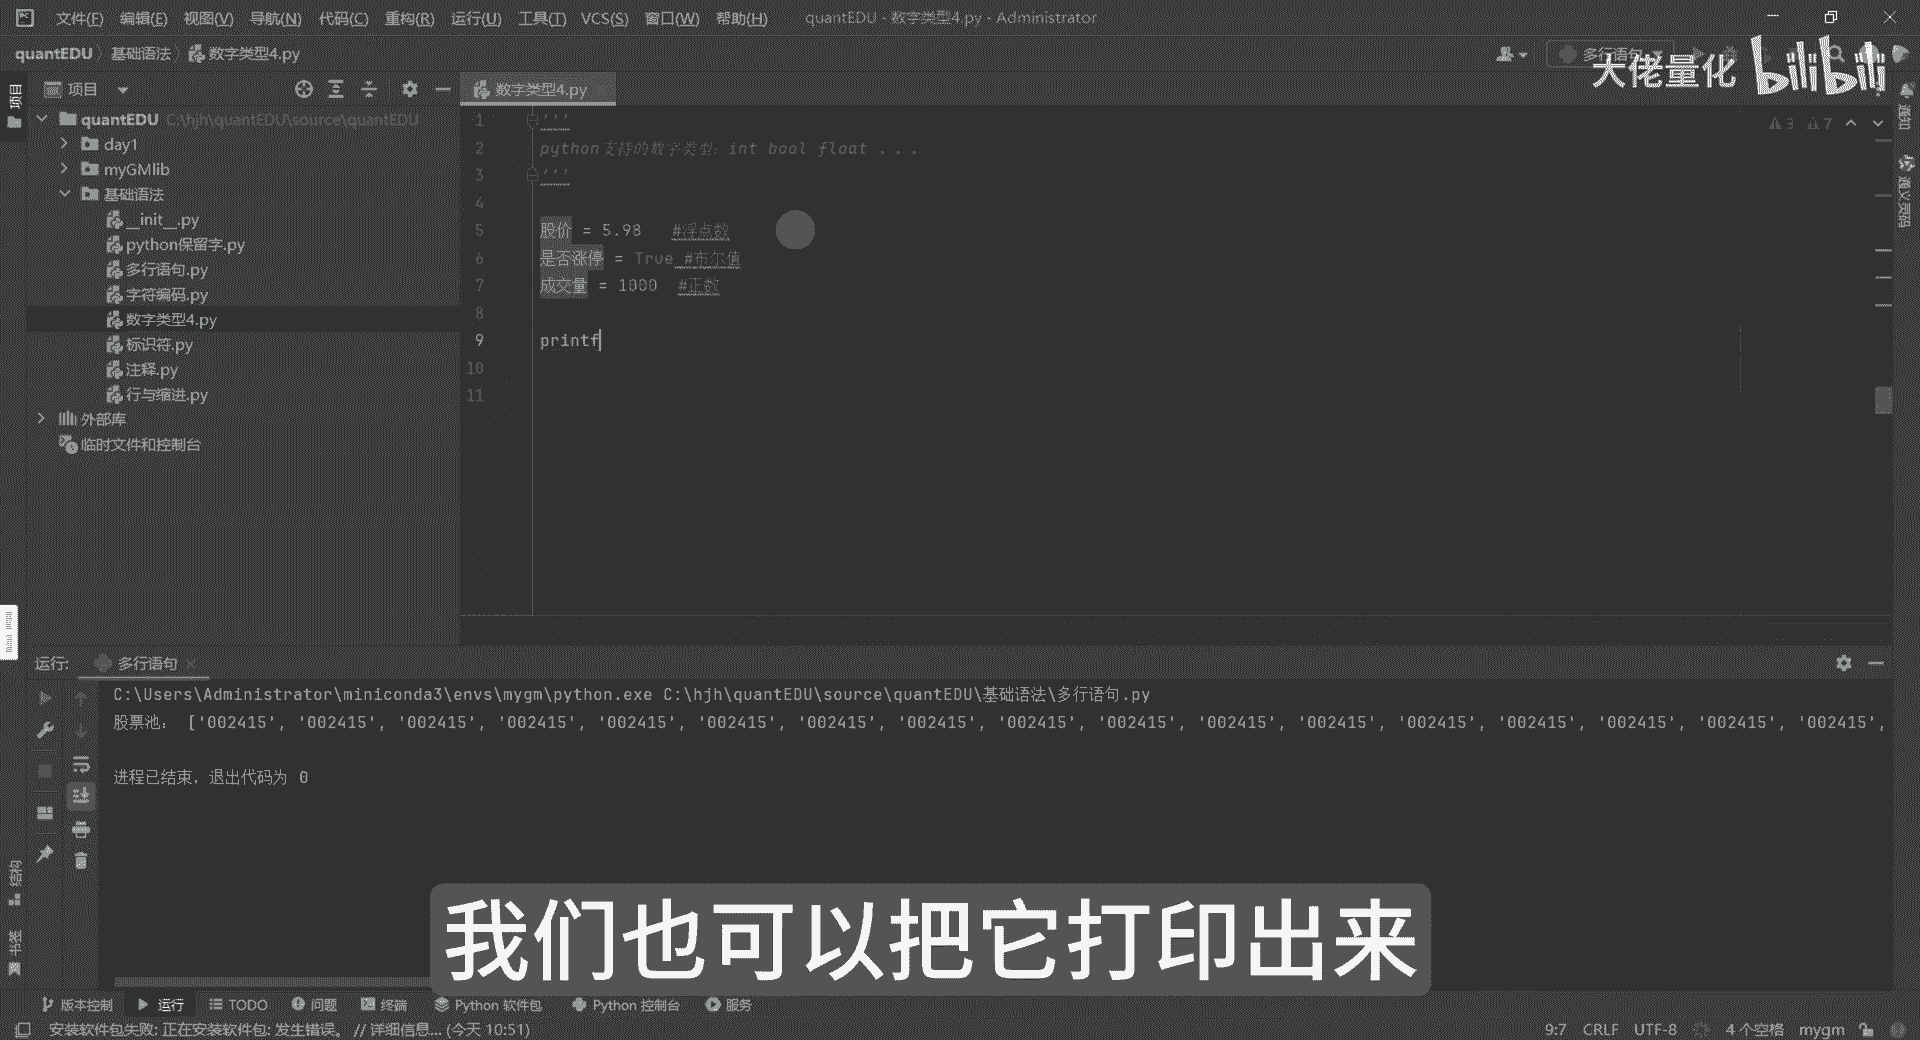 文件(F) 编辑(E) 视图(V) 导航(N) 代码(C) 重构(R) 运行(U) 工具(T) VCS(S) 窗口(W) 帮助(H) quantEDU - 数字类型4.py - Administrator
quantEDU 基础语法 数字类型4.py 多行语句
大佬量化 bilibili
项目
项目
数字类型4.py
quantEDU C:\hjh\quantEDU\source\quantEDU
day1
myGMlib
基础语法
__init__.py
python保留字.py
多行语句.py
字符编码.py
数字类型4.py
标识符.py
注释.py
行与缩进.py
外部库
临时文件和控制台
3 7
1 '''
2 python支持的数字类型: int bool float ...
3 '''
4
5 股价 = 5.98 #浮点数
6 是否涨停 = True #布尔值
7 成交量 = 1000 #正数
8
9 printf
10
11
通知
通义灵码
运行: 多行语句
C:\Users\Administrator\miniconda3\envs\mygm\python.exe C:\hjh\quantEDU\source\quantEDU\基础语法\多行语句.py
股票池: ['002415', '002415', '002415', '002415', '002415', '002415', '002415', '002415', '002415', '002415', '002415', '002415', '002415', '002415', '002415', '002415', '002415',
进程已结束，退出代码为 0
结构
书签
我们也可以把它打印出来
版本控制 运行 TODO 问题 终端 Python 软件包 Python 控制台 服务
安装软件包失败: 正在安装软件包: 发生错误。 // 详细信息... (今天 10:51) 9:7 CRLF UTF-8 4 个空格 mygm